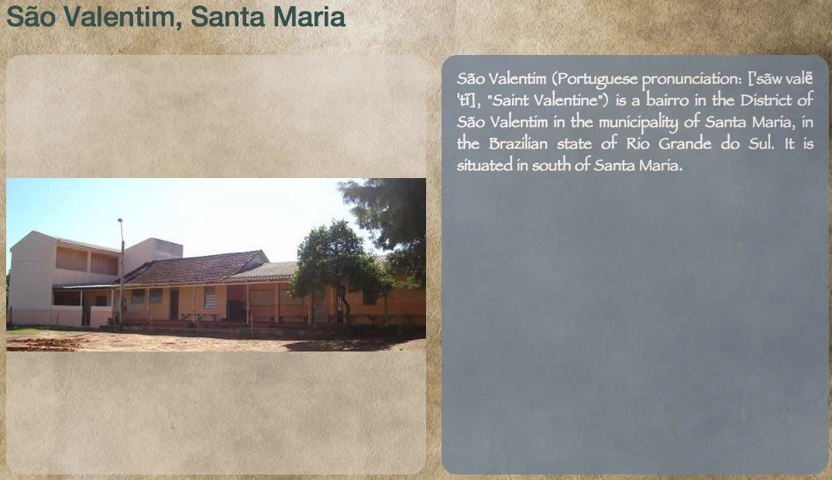 São Valentim, Santa Maria
São Valentim (Portuguese pronunciation: ['sãw valẽ
'tĩ], "Saint Valentine") is a bairro in the District of
São Valentim in the municipality of Santa Maria, in
the Brazilian state of Rio Grande do Sul. It is
situated in south of Santa Maria.